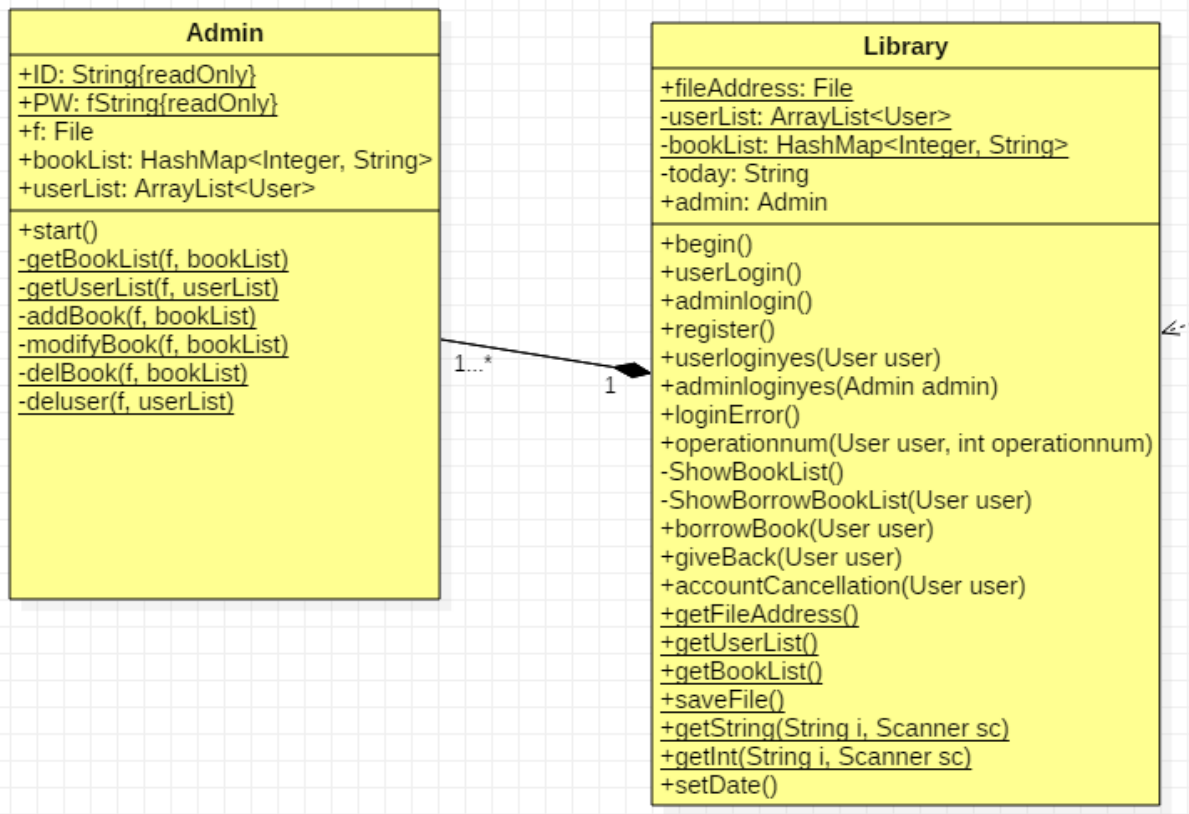 Admin
+ID: String{readOnly}
+PW: fString{readOnly}
+f: File
+bookList: HashMap<Integer, String>
+userList: ArrayList<User>
+start()
-getBookList(f, bookList)
-getUserList(f, userList)
-addBook(f, bookList)
-modifyBook(f, bookList)
-delBook(f, bookList)
-deluser(f, userList)
1...*
1
Library
+fileAddress: File
-userList: ArrayList<User>
-bookList: HashMap<Integer, String>
-today: String
+admin: Admin
+begin()
+userLogin()
+adminlogin()
+register()
+userloginyes(User user)
+adminloginyes(Admin admin)
+loginError()
+operationnum(User user, int operationnum)
-ShowBookList()
-ShowBorrowBookList(User user)
+borrowBook(User user)
+giveBack(User user)
+accountCancellation(User user)
+getFileAddress()
+getUserList()
+getBookList()
+saveFile()
+getString(String i, Scanner sc)
+getInt(String i, Scanner sc)
+setDate()